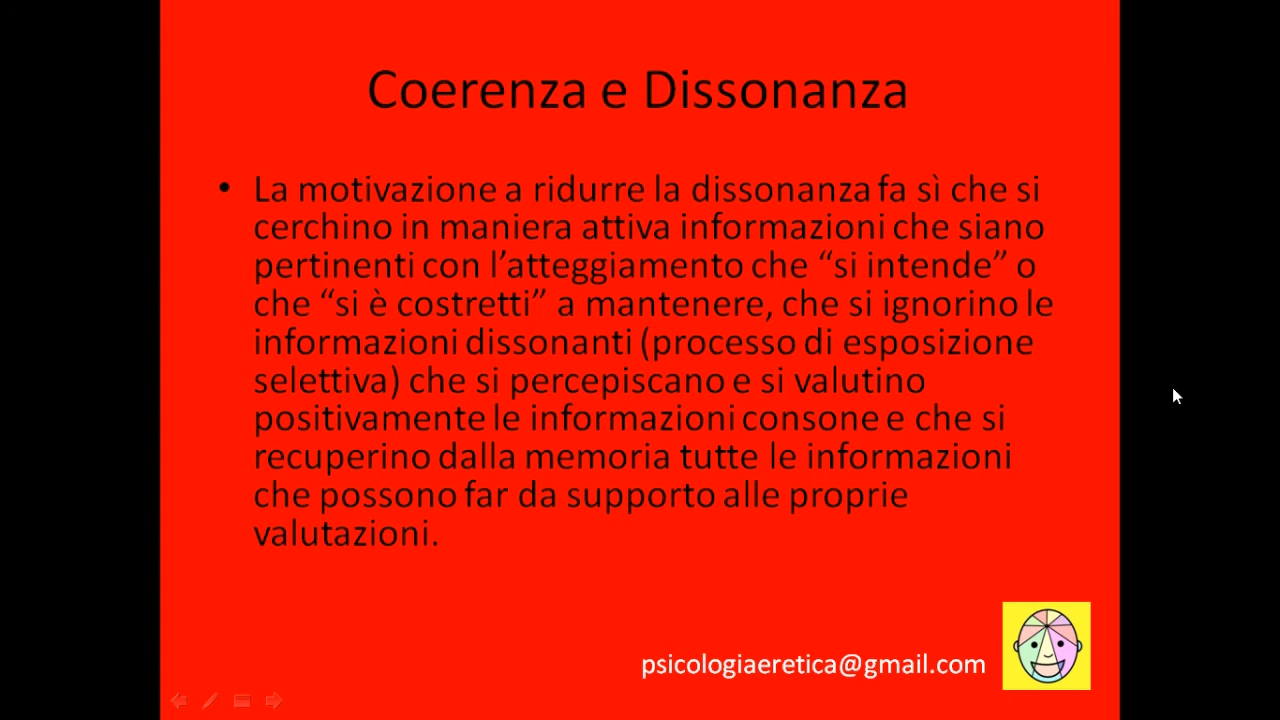 Coerenza e Dissonanza
• La motivazione a ridurre la dissonanza fa sì che si
cerchino in maniera attiva informazioni che siano
pertinenti con l’atteggiamento che “si intende” o
che “si è costretti” a mantenere, che si ignorino le
informazioni dissonanti (processo di esposizione
selettiva) che si percepiscano e si valutino
positivamente le informazioni consone e che si
recuperino dalla memoria tutte le informazioni
che possono far da supporto alle proprie
valutazioni.
psicologiaeretica@gmail.com